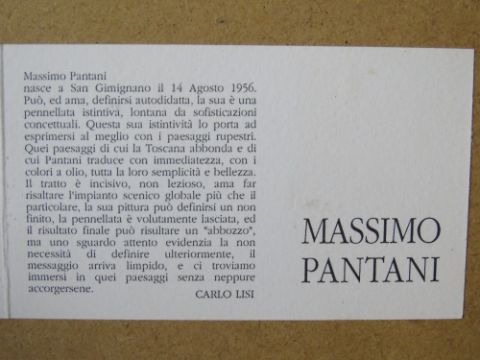 Massimo Pantani
nasce a San Gimignano il 14 Agosto 1956.
Può, ed ama, definirsi autodidatta, la sua è una
pennellata istintiva, lontana da sofisticazioni
concettuali. Questa sua istintività lo porta ad
esprimersi al meglio con i paesaggi rupestri.
Quei paesaggi di cui la Toscana abbonda e di
cui Pantani traduce con immediatezza, con i
colori a olio, tutta la loro semplicità e bellezza.
Il tratto è incisivo, non lezioso, ama far
risaltare l'impianto scenico globale più che il
particolare, la sua pittura può definirsi un non
finito, la pennellata è volutamente lasciata, ed
il risultato finale può risultare un "abbozzo",
ma uno sguardo attento evidenzia la non
necessità di definire ulteriormente, il
messaggio arriva limpido, e ci troviamo
immersi in quei paesaggi senza neppure
accorgersene.
CARLO LISI
MASSIMO
PANTANI